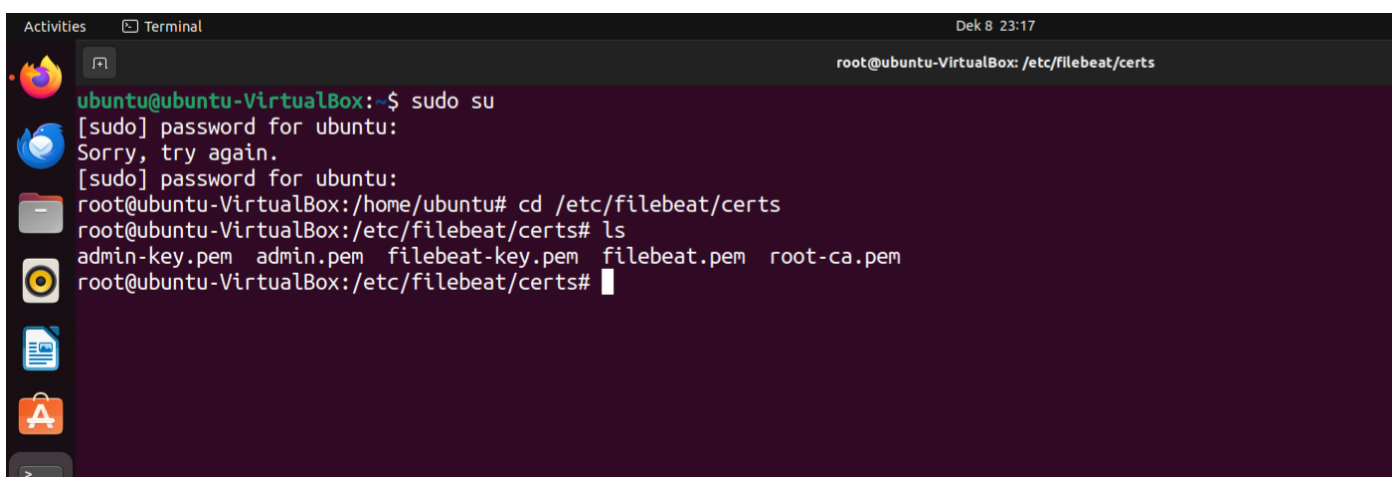 Activities Terminal Dek 8 23:17
root@ubuntu-VirtualBox: /etc/filebeat/certs
ubuntu@ubuntu-VirtualBox:~$ sudo su
[sudo] password for ubuntu:
Sorry, try again.
[sudo] password for ubuntu:
root@ubuntu-VirtualBox:/home/ubuntu# cd /etc/filebeat/certs
root@ubuntu-VirtualBox:/etc/filebeat/certs# ls
admin-key.pem admin.pem filebeat-key.pem filebeat.pem root-ca.pem
root@ubuntu-VirtualBox:/etc/filebeat/certs#